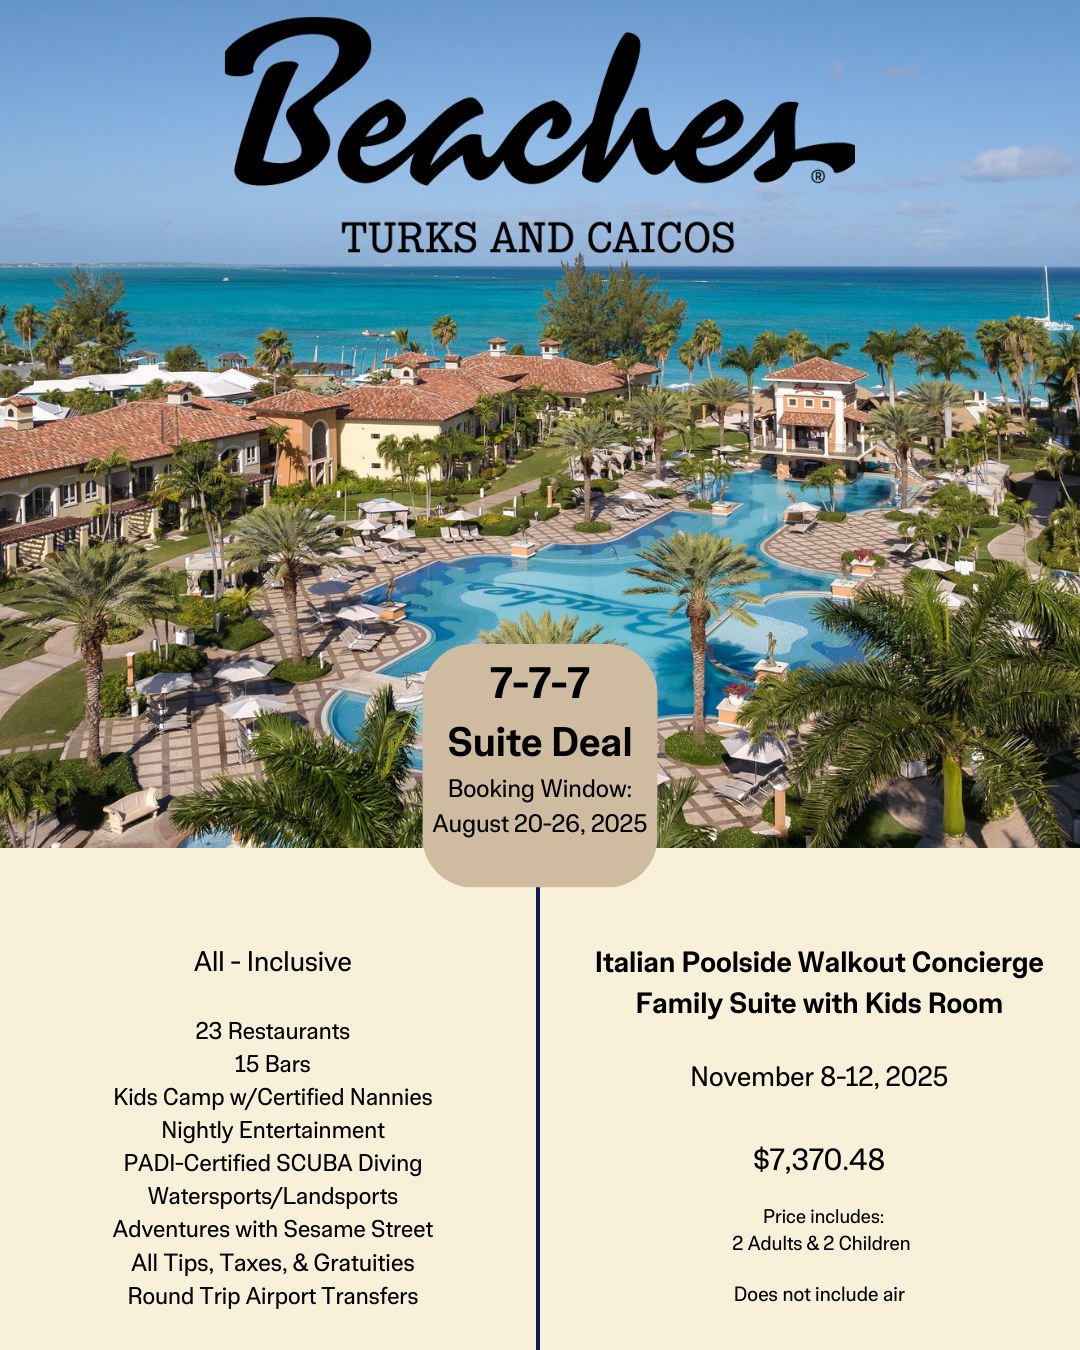 Beaches®
TURKS AND CAICOS
Beaches
Beaches
7-7-7
Suite Deal
Booking Window:
August 20-26, 2025
All - Inclusive
23 Restaurants
15 Bars
Kids Camp w/Certified Nannies
Nightly Entertainment
PADI-Certified SCUBA Diving
Watersports/Landsports
Adventures with Sesame Street
All Tips, Taxes, & Gratuities
Round Trip Airport Transfers
Italian Poolside Walkout Concierge
Family Suite with Kids Room
November 8-12, 2025
$7,370.48
Price includes:
2 Adults & 2 Children
Does not include air